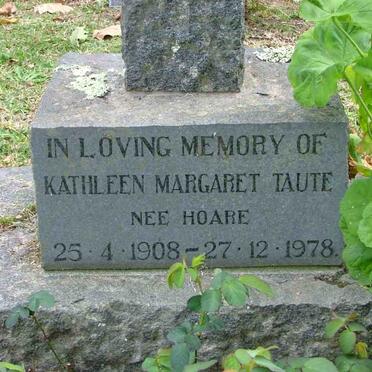 IN LOVING MEMORY OF
KATHLEEN MARGARET TAUTE
NEE HOARE
25 · 4 · 1908 - 27 · 12 · 1978.